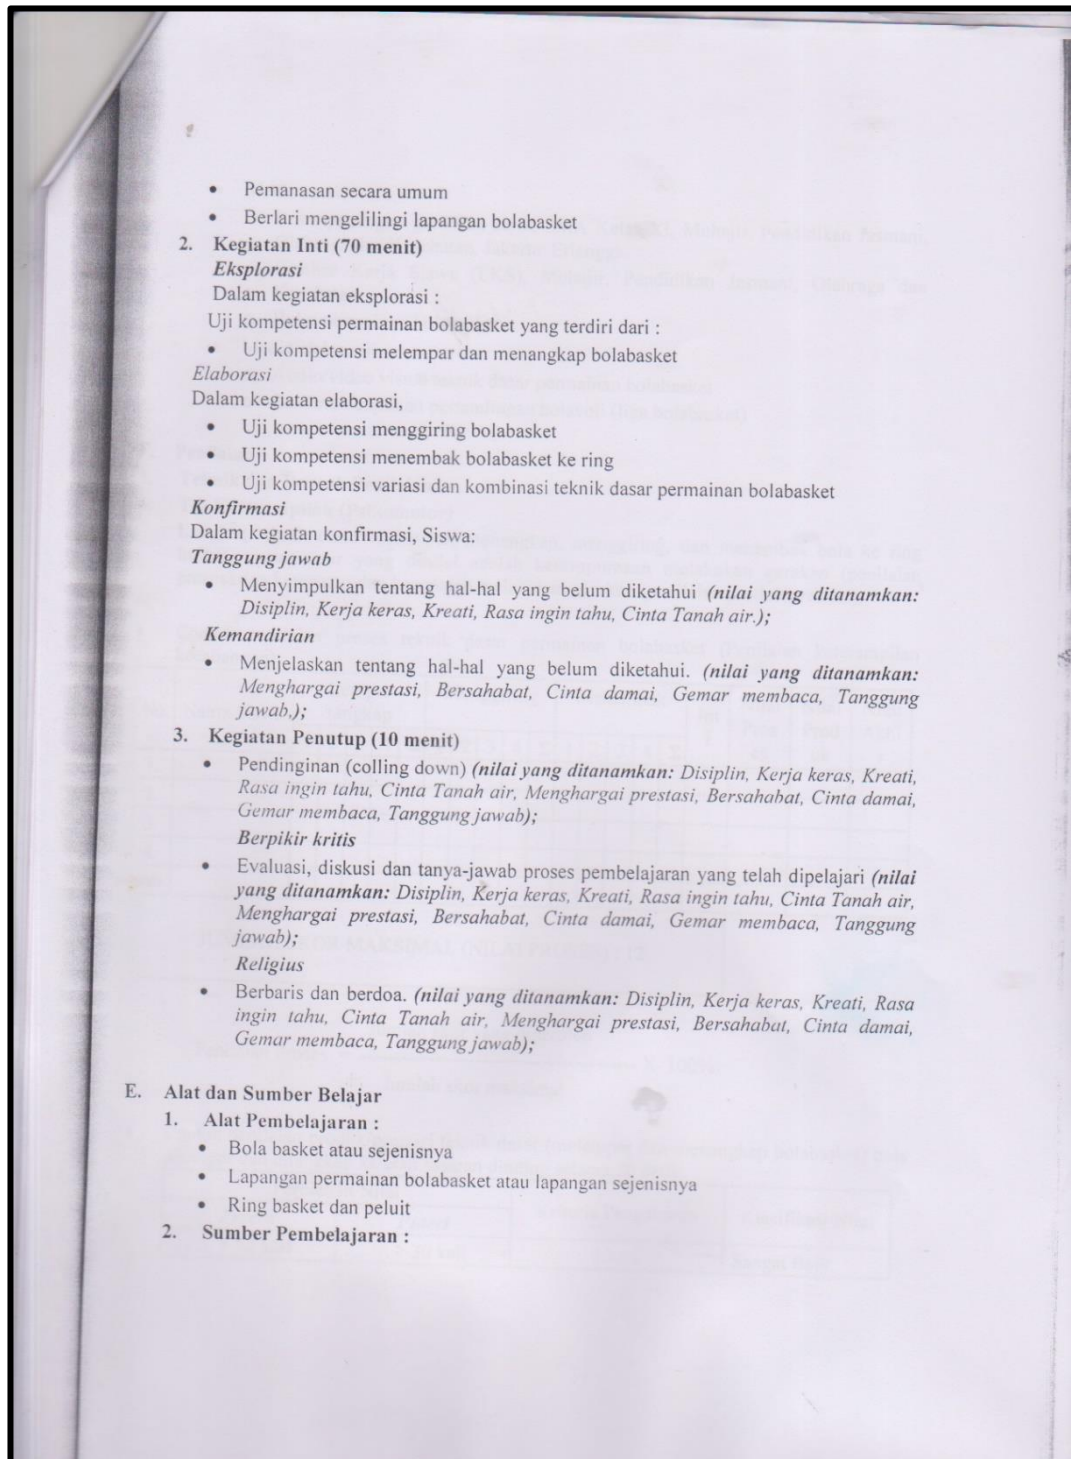 • Pemanasan secara umum
• Berlari mengelilingi lapangan bolabasket
2. Kegiatan Inti (70 menit)
Eksplorasi
Dalam kegiatan eksplorasi :
Uji kompetensi permainan bolabasket yang terdiri dari :
• Uji kompetensi melempar dan menangkap bolabasket
Elaborasi
Dalam kegiatan elaborasi,
• Uji kompetensi menggiring bolabasket
• Uji kompetensi menembak bolabasket ke ring
• Uji kompetensi variasi dan kombinasi teknik dasar permainan bolabasket
Konfirmasi
Dalam kegiatan konfirmasi, Siswa:
Tanggung jawab
• Menyimpulkan tentang hal-hal yang belum diketahui (nilai yang ditanamkan:
Disiplin, Kerja keras, Kreati, Rasa ingin tahu, Cinta Tanah air.);
Kemandirian
• Menjelaskan tentang hal-hal yang belum diketahui. (nilai yang ditanamkan:
Menghargai prestasi, Bersahabat, Cinta damai, Gemar membaca, Tanggung
jawab,);
3. Kegiatan Penutup (10 menit)
• Pendinginan (colling down) (nilai yang ditanamkan: Disiplin, Kerja keras, Kreati,
Rasa ingin tahu, Cinta Tanah air, Menghargai prestasi, Bersahabat, Cinta damai,
Gemar membaca, Tanggung jawab);
Berpikir kritis
• Evaluasi, diskusi dan tanya-jawab proses pembelajaran yang telah dipelajari (nilai
yang ditanamkan: Disiplin, Kerja keras, Kreati, Rasa ingin tahu, Cinta Tanah air,
Menghargai prestasi, Bersahabat, Cinta damai, Gemar membaca, Tanggung
jawab);
Religius
• Berbaris dan berdoa. (nilai yang ditanamkan: Disiplin, Kerja keras, Kreati, Rasa
ingin tahu, Cinta Tanah air, Menghargai prestasi, Bersahabat, Cinta damai,
Gemar membaca, Tanggung jawab);
E. Alat dan Sumber Belajar
1. Alat Pembelajaran :
• Bola basket atau sejenisnya
• Lapangan permainan bolabasket atau lapangan sejenisnya
• Ring basket dan peluit
2. Sumber Pembelajaran :